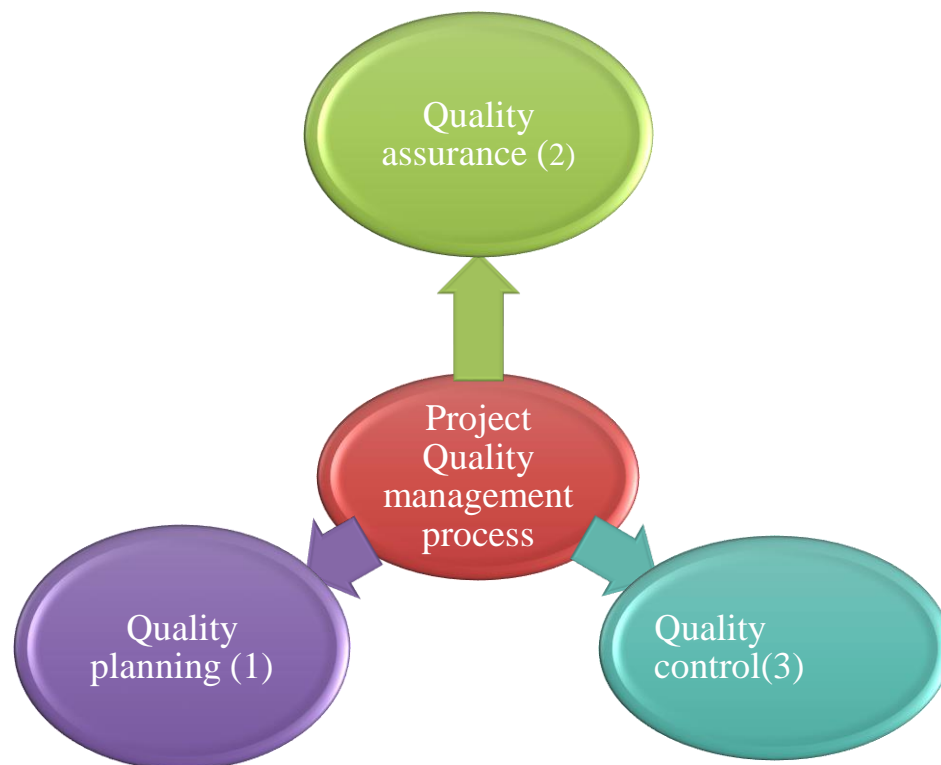 Quality
assurance (2)
Project
Quality
management
process
Quality
planning (1)
Quality
control(3)